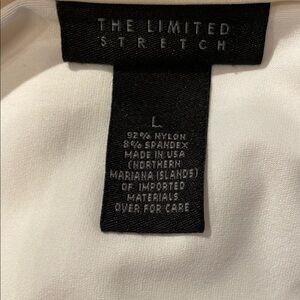 THE LIMITED
STRETCH
L
92% NYLON
8% SPANDEX
MADE IN USA
(NORTHERN
MARIANA ISLANDS)
OF IMPORTED
MATERIALS
OVER FOR CARE